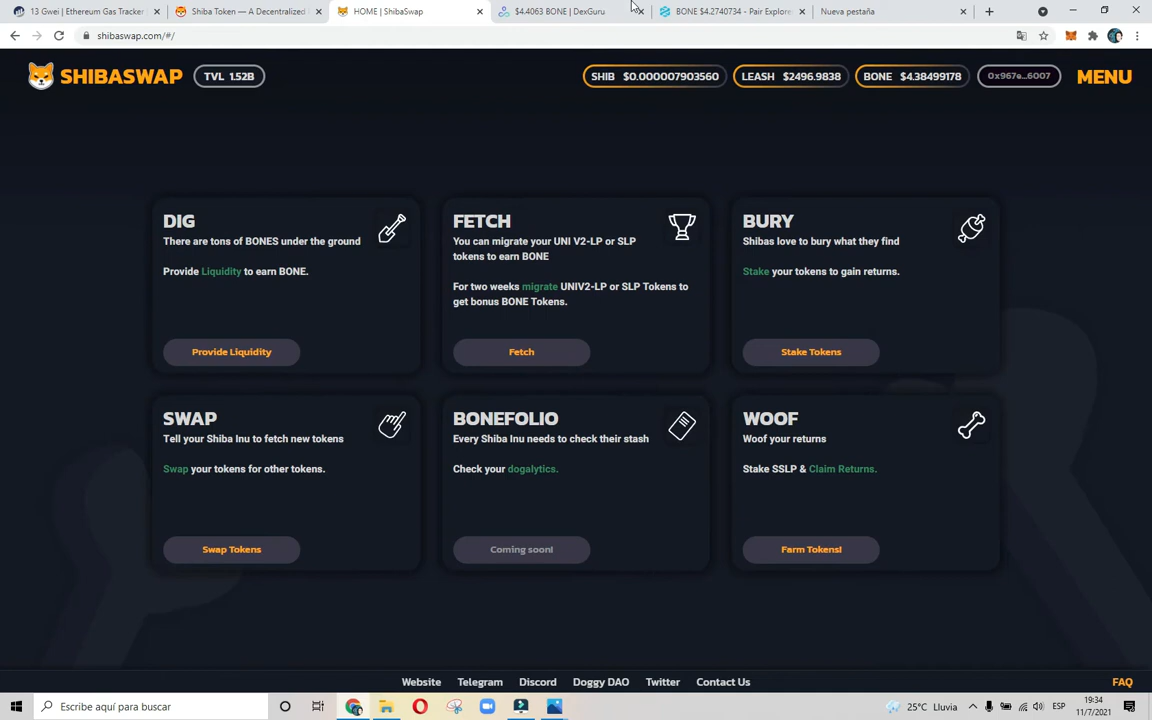 13 Gwei | Ethereum Gas Tracker
Shiba Token — A Decentralized
HOME | ShibaSwap
$4.4063 BONE | DexGuru
BONE $4.2740734 - Pair Explore
Nueva pestaña
shibaswap.com/#/
SHIBASWAP
TVL 1.52B
SHIB $0.000007903560
LEASH $2496.9838
BONE $4.38499178
0x967e...6007
MENU
DIG
There are tons of BONES under the ground
Provide Liquidity to earn BONE.
Provide Liquidity
FETCH
You can migrate your UNI V2-LP or SLP
tokens to earn BONE
For two weeks migrate UNIV2-LP or SLP Tokens to
get bonus BONE Tokens.
Fetch
BURY
Shibas love to bury what they find
Stake your tokens to gain returns.
Stake Tokens
SWAP
Tell your Shiba Inu to fetch new tokens
Swap your tokens for other tokens.
Swap Tokens
BONEFOLIO
Every Shiba Inu needs to check their stash
Check your dogalytics.
Coming soon!
WOOF
Woof your returns
Stake SSLP & Claim Returns.
Farm Tokens!
Website
Telegram
Discord
Doggy DAO
Twitter
Contact Us
FAQ
Escribe aquí para buscar
25°C Lluvia
ESP
19:34
11/7/2021